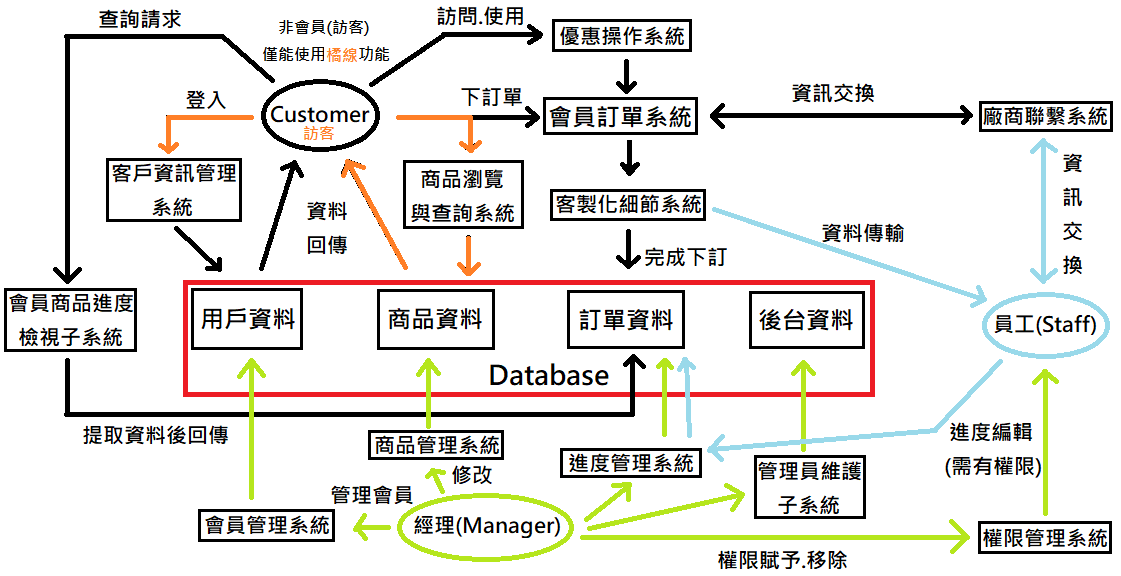 查詢請求
非會員(訪客)
僅能使用橘線功能
訪問.使用
優惠操作系統
登入
Customer
訪客
下訂單
會員訂單系統
資訊交換
廠商聯繫系統
客戶資訊管理
系統
商品瀏覽
與查詢系統
客製化細節系統
資訊交換
資料
回傳
資料傳輸
完成下訂
會員商品進度
檢視子系統
用戶資料
商品資料
訂單資料
後台資料
員工(Staff)
Database
提取資料後回傳
商品管理系統
進度管理系統
管理員維護
子系統
進度編輯
(需有權限)
修改
管理會員
會員管理系統
經理(Manager)
權限管理系統
權限賦予.移除